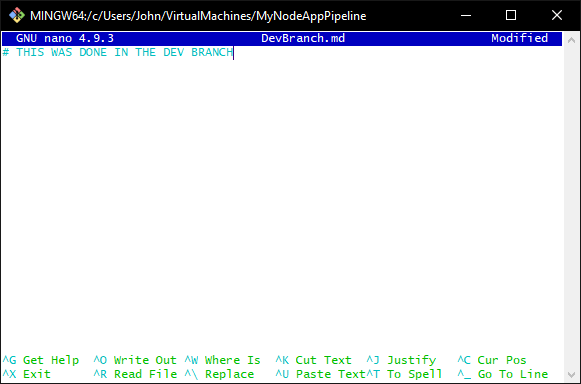 MINGW64:/c/Users/John/VirtualMachines/MyNodeAppPipeline
GNU nano 4.9.3 DevBranch.md Modified
# THIS WAS DONE IN THE DEV BRANCH
^G Get Help ^O Write Out ^W Where Is ^K Cut Text ^J Justify ^C Cur Pos
^X Exit ^R Read File ^\ Replace ^U Paste Text^T To Spell ^_ Go To Line